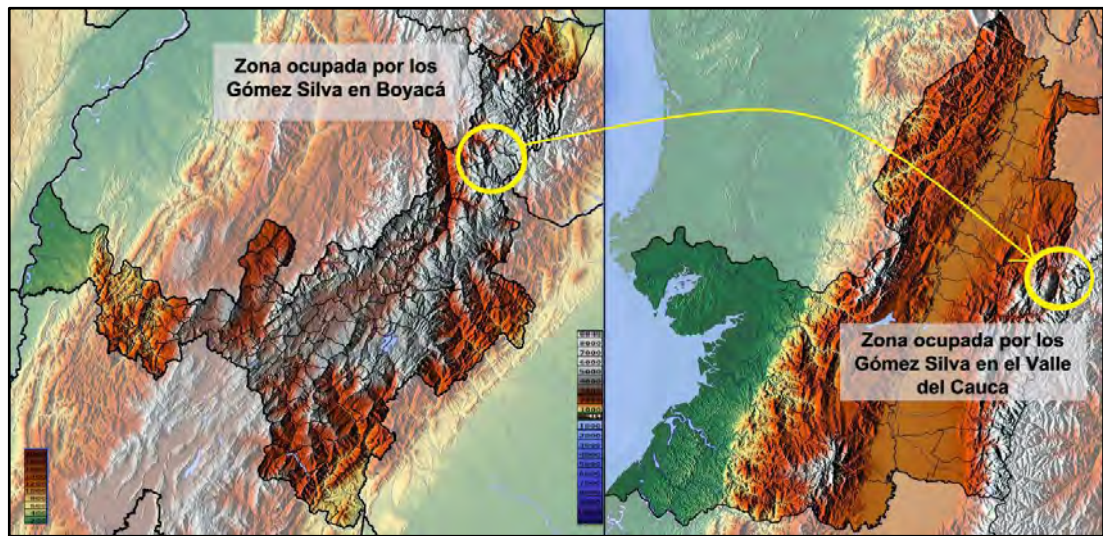 Zona ocupada por los
Gómez Silva en Boyacá
Zona ocupada por los
Gómez Silva en el Valle
del Cauca